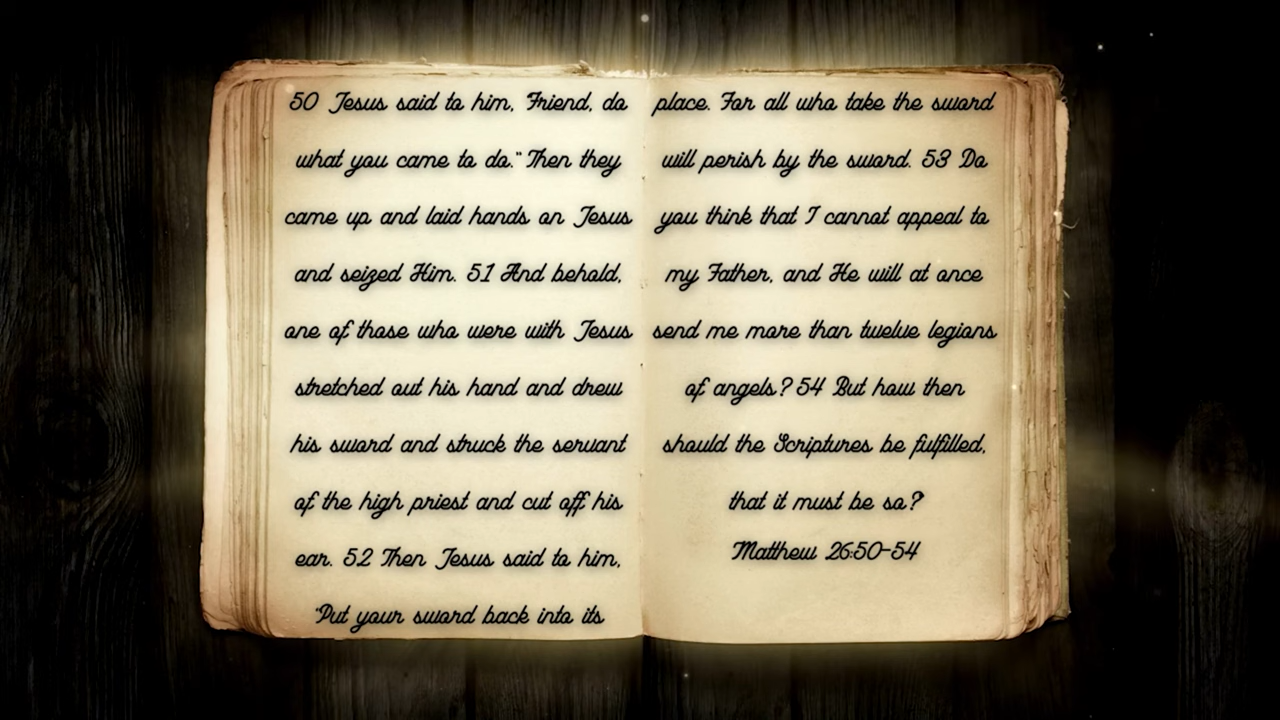 50 Jesus said to him, Friend, do
what you came to do." Then they
came up and laid hands on Jesus
and seized Him. 51 And behold,
one of those who were with Jesus
stretched out his hand and drew
his sword and struck the servant
of the high priest and cut off his
ear. 52 Then Jesus said to him,
"Put your sword back into its
place. For all who take the sword
will perish by the sword. 53 Do
you think that I cannot appeal to
my Father, and He will at once
send me more than twelve legions
of angels? 54 But how then
should the Scriptures be fulfilled,
that it must be so?"
Matthew 26:50-54